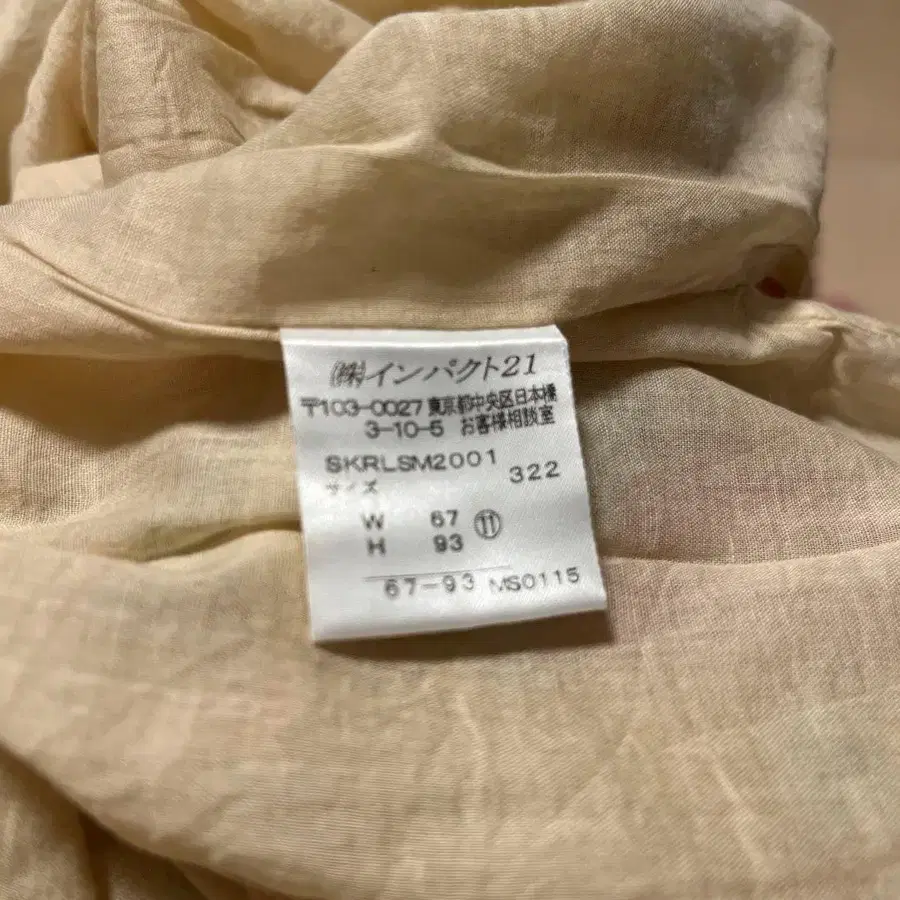 ㈱インパクト21
〒103-0027 東京都中央区日本橋
3-10-5 お客様相談室
SKRLSM2001 322
サイズ
W 67 ⑪
H 93
67-93 MS0115